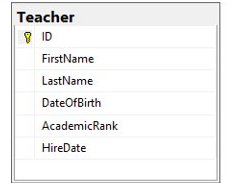 Teacher
ID
FirstName
LastName
DateOfBirth
AcademicRank
HireDate